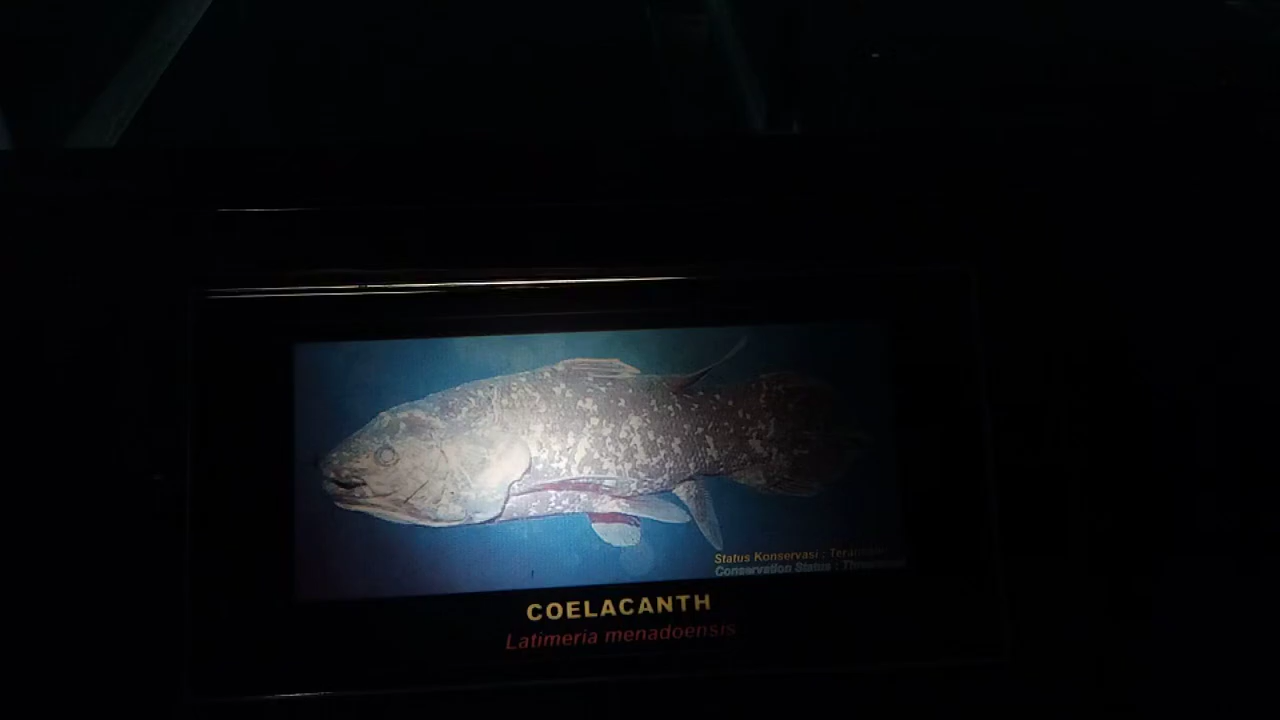 Status Konservasi :
Conservation Status :
COELACANTH
Latimeria menadoensis